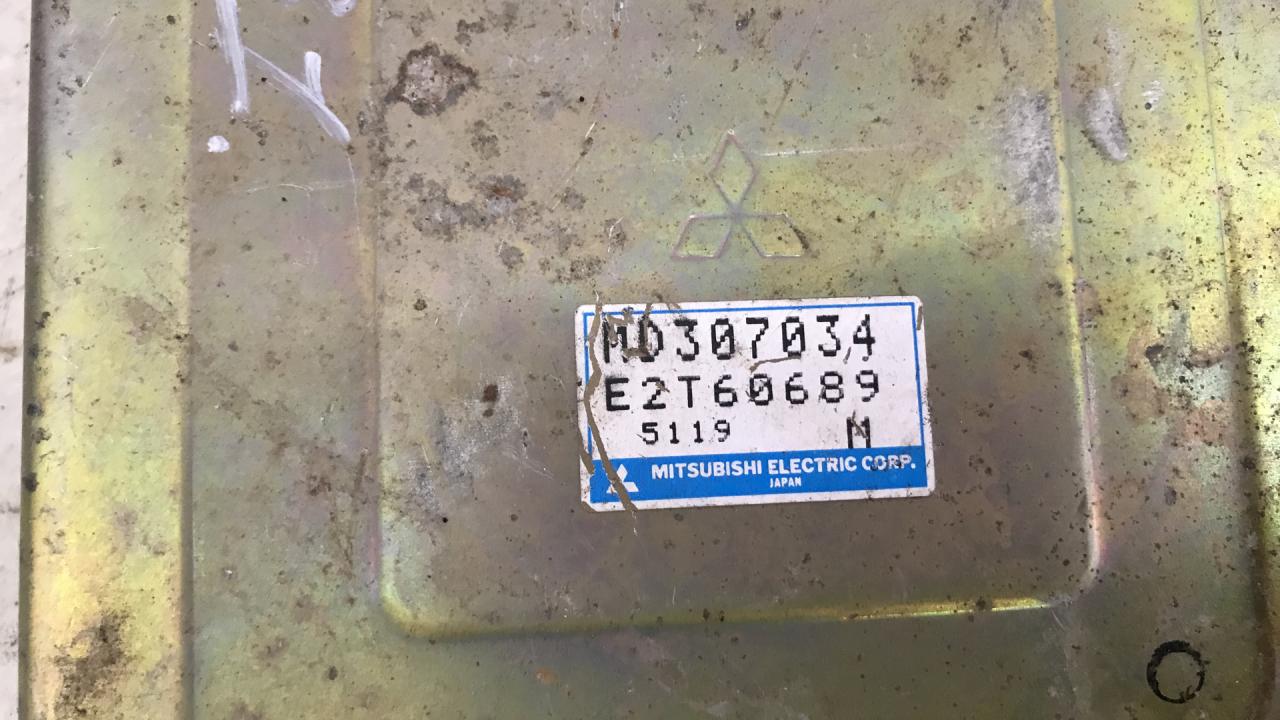 MD307034
E2T60689
5119 M
MITSUBISHI ELECTRIC CORP.
JAPAN